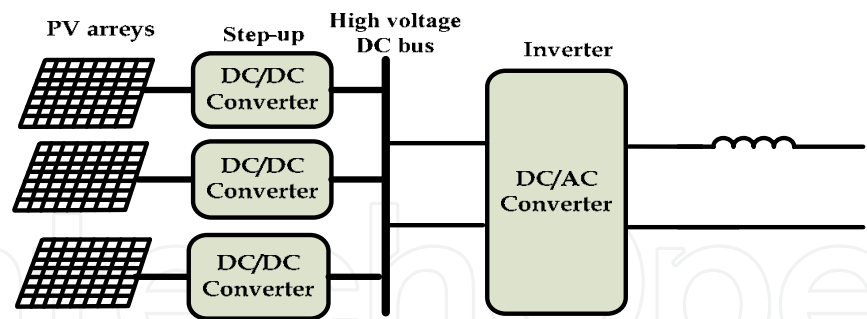 PV arreys
Step-up
High voltage
DC bus
Inverter
DC/DC
Converter
DC/DC
Converter
DC/DC
Converter
DC/AC
Converter